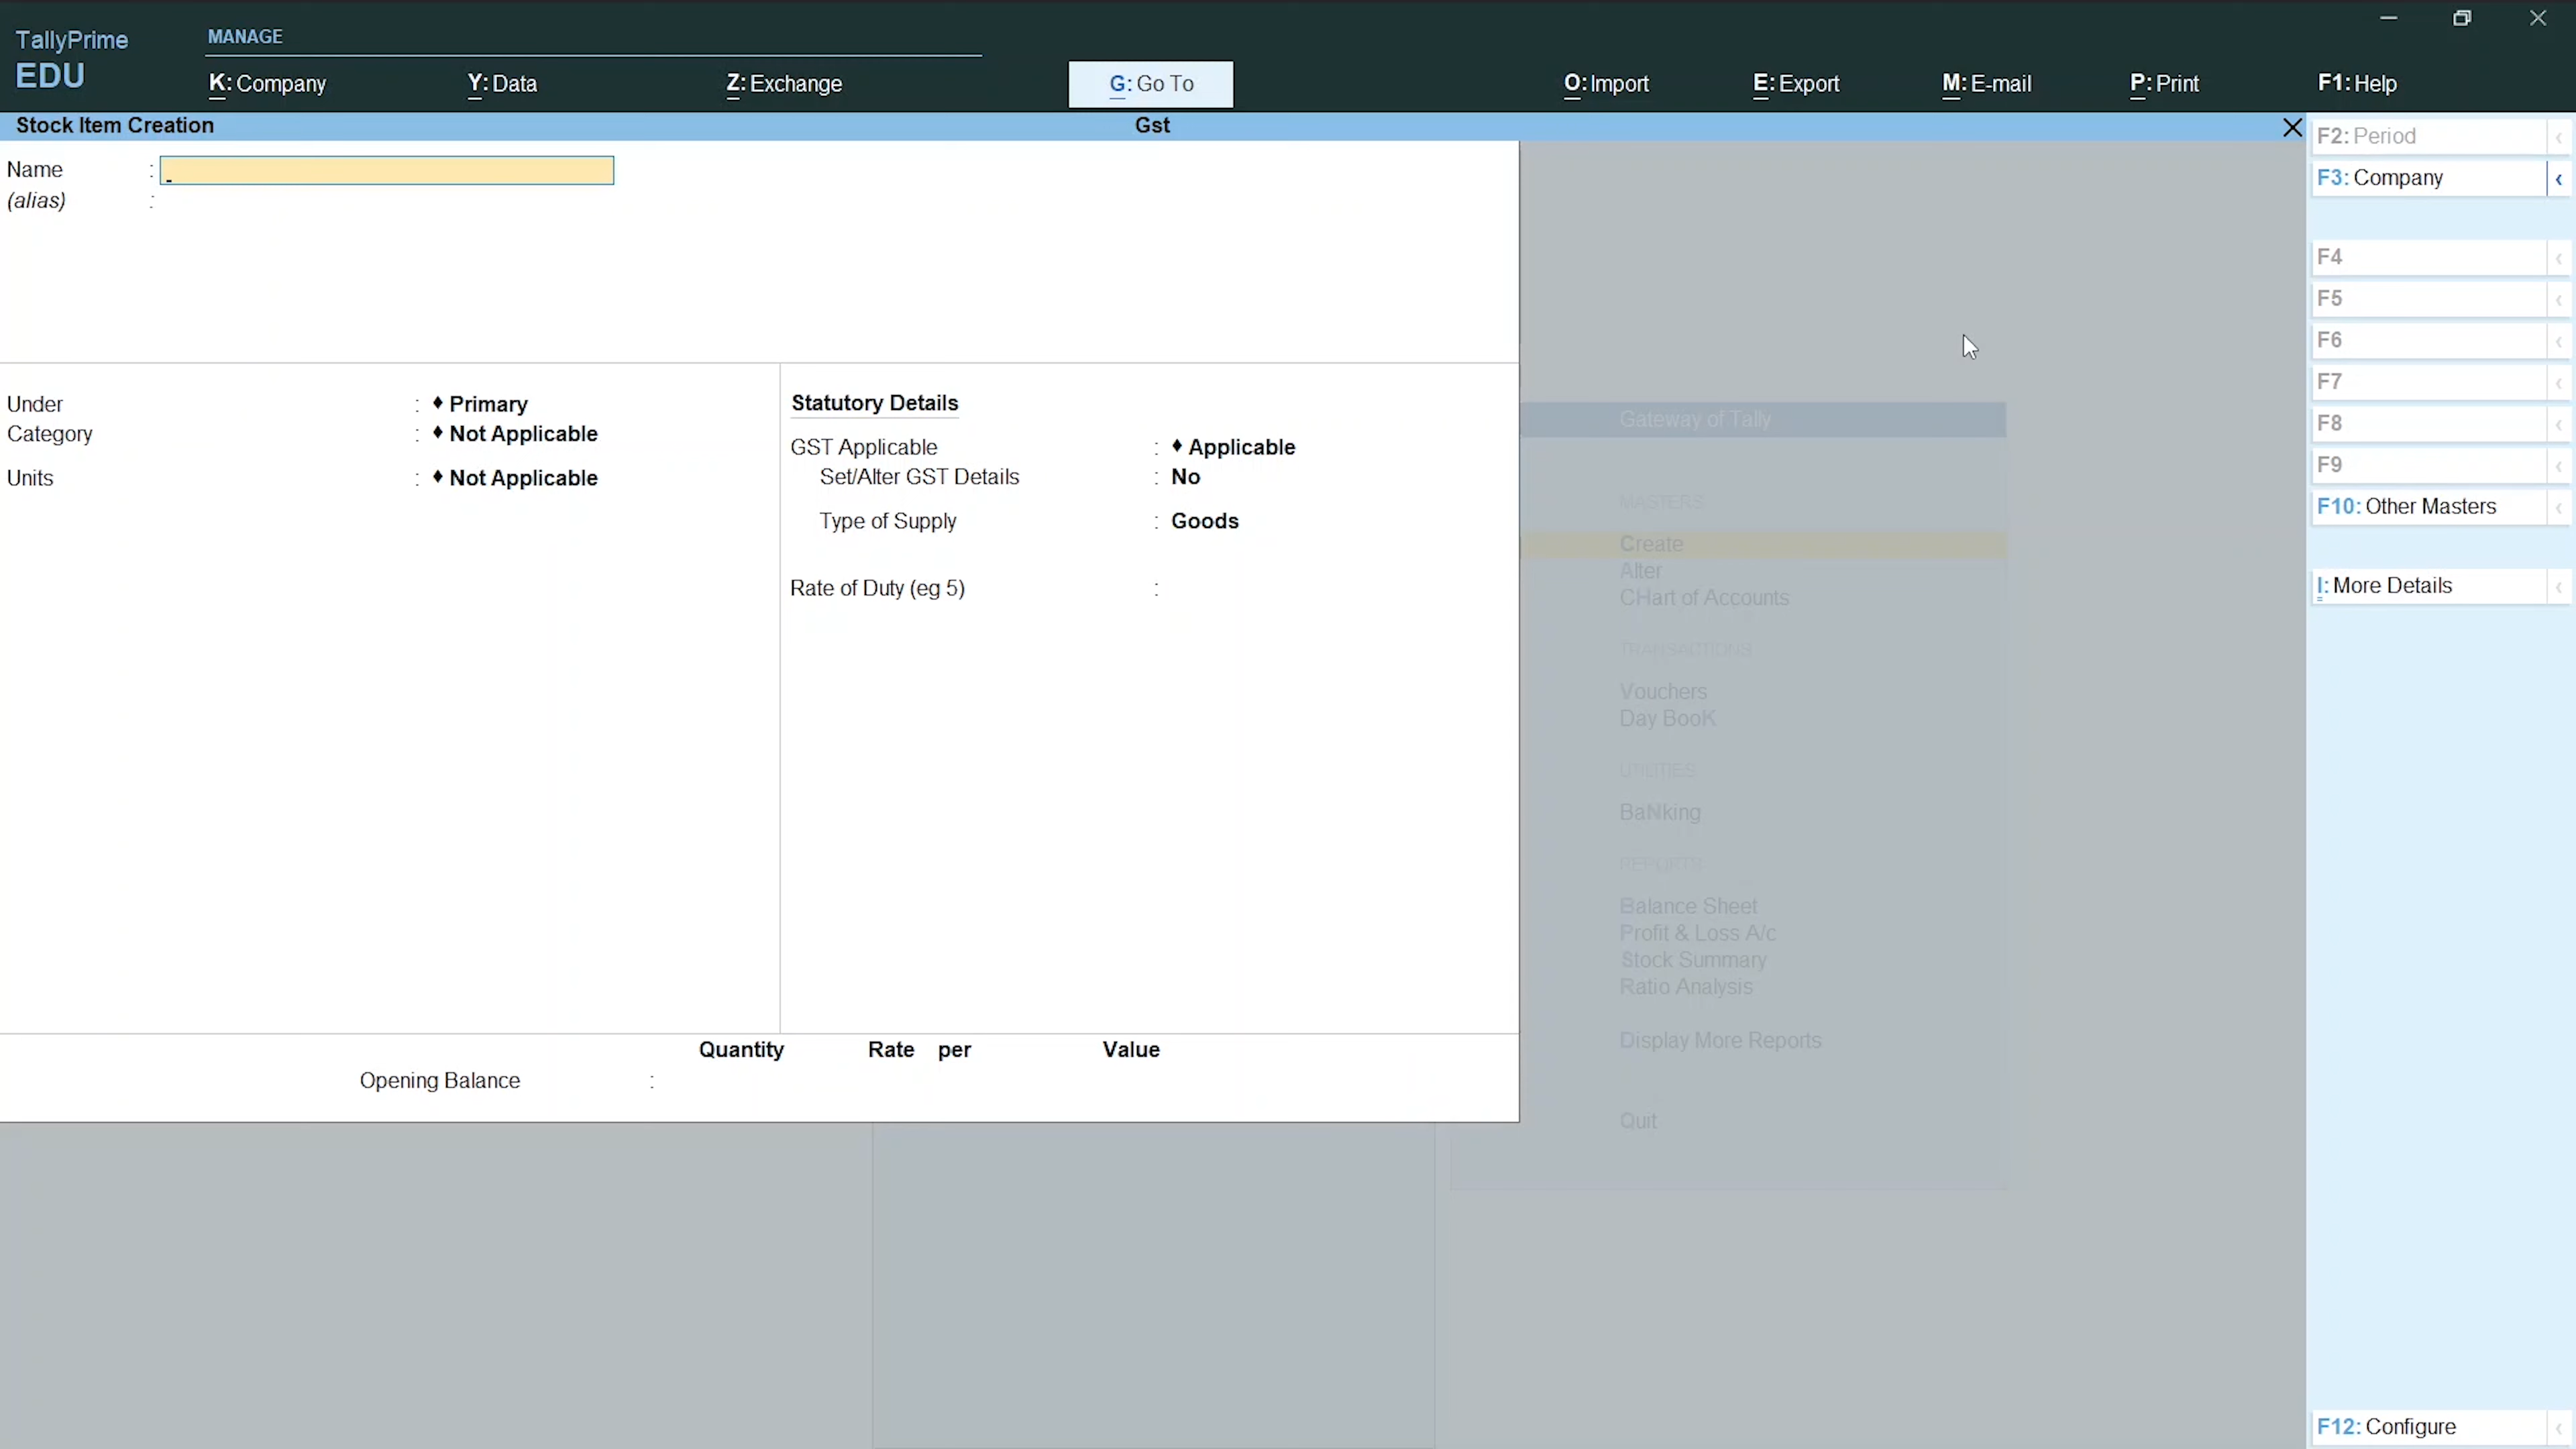 TallyPrime
EDU
MANAGE
K: Company
Y: Data
Z: Exchange
G: Go To
O: Import
E: Export
M: E-mail
P: Print
F1: Help
Stock Item Creation
Gst
Name :
(alias) :
Under : ♦ Primary
Category : ♦ Not Applicable
Units : ♦ Not Applicable
Statutory Details
GST Applicable : ♦ Applicable
Set/Alter GST Details : No
Type of Supply : Goods
Rate of Duty (eg 5) :
Quantity Rate per Value
Opening Balance :
Gateway of Tally
MASTERS
Create
Alter
CHart of Accounts
TRANSACTIONS
Vouchers
Day BooK
UTILITIES
BaNking
REPORTS
Balance Sheet
Profit & Loss A/c
Stock Summary
Ratio Analysis
Display More Reports
Quit
F2: Period
F3: Company
F4
F5
F6
F7
F8
F9
F10: Other Masters
I: More Details
F12: Configure